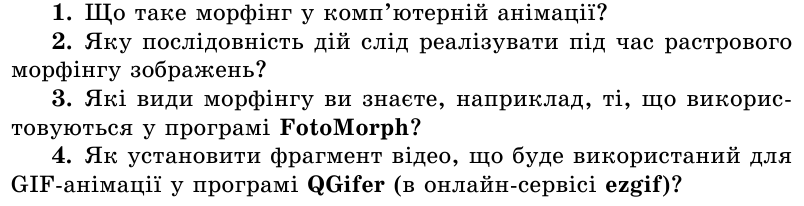 1. Що таке морфінг у комп’ютерній анімації?
2. Яку послідовність дій слід реалізувати під час растрового
морфінгу зображень?
3. Які види морфінгу ви знаєте, наприклад, ті, що викорис-
товуються у програмі FotoMorph?
4. Як установити фрагмент відео, що буде використаний для
GIF-анімації у програмі QGifer (в онлайн-сервісі ezgif)?